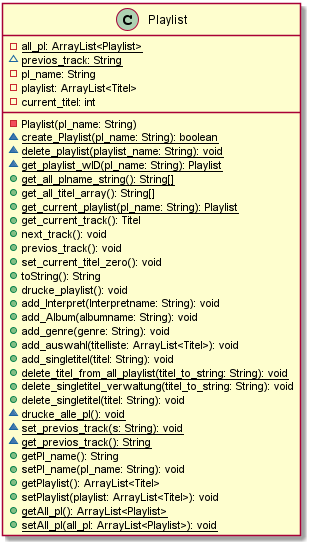 C Playlist
all_pl: ArrayList<Playlist>
previos_track: String
pl_name: String
playlist: ArrayList<Titel>
current_titel: int
Playlist(pl_name: String)
create_Playlist(pl_name: String): boolean
delete_playlist(playlist_name: String): void
get_playlist_wID(pl_name: String): Playlist
get_all_plname_string(): String[]
get_all_titel_array(): String[]
get_current_playlist(pl_name: String): Playlist
get_current_track(): Titel
next_track(): void
previos_track(): void
set_current_titel_zero(): void
toString(): String
drucke_playlist(): void
add_Interpret(Interpretname: String): void
add_Album(albumname: String): void
add_genre(genre: String): void
add_auswahl(titelliste: ArrayList<Titel>): void
add_singletitel(titel: String): void
delete_titel_from_all_playlist(titel_to_string: String): void
delete_singletitel_verwaltung(titel_to_string: String): void
delete_singletitel(titel: String): void
drucke_alle_pl(): void
set_previos_track(s: String): void
get_previos_track(): String
getPl_name(): String
setPl_name(pl_name: String): void
getPlaylist(): ArrayList<Titel>
setPlaylist(playlist: ArrayList<Titel>): void
getAll_pl(): ArrayList<Playlist>
setAll_pl(all_pl: ArrayList<Playlist>): void